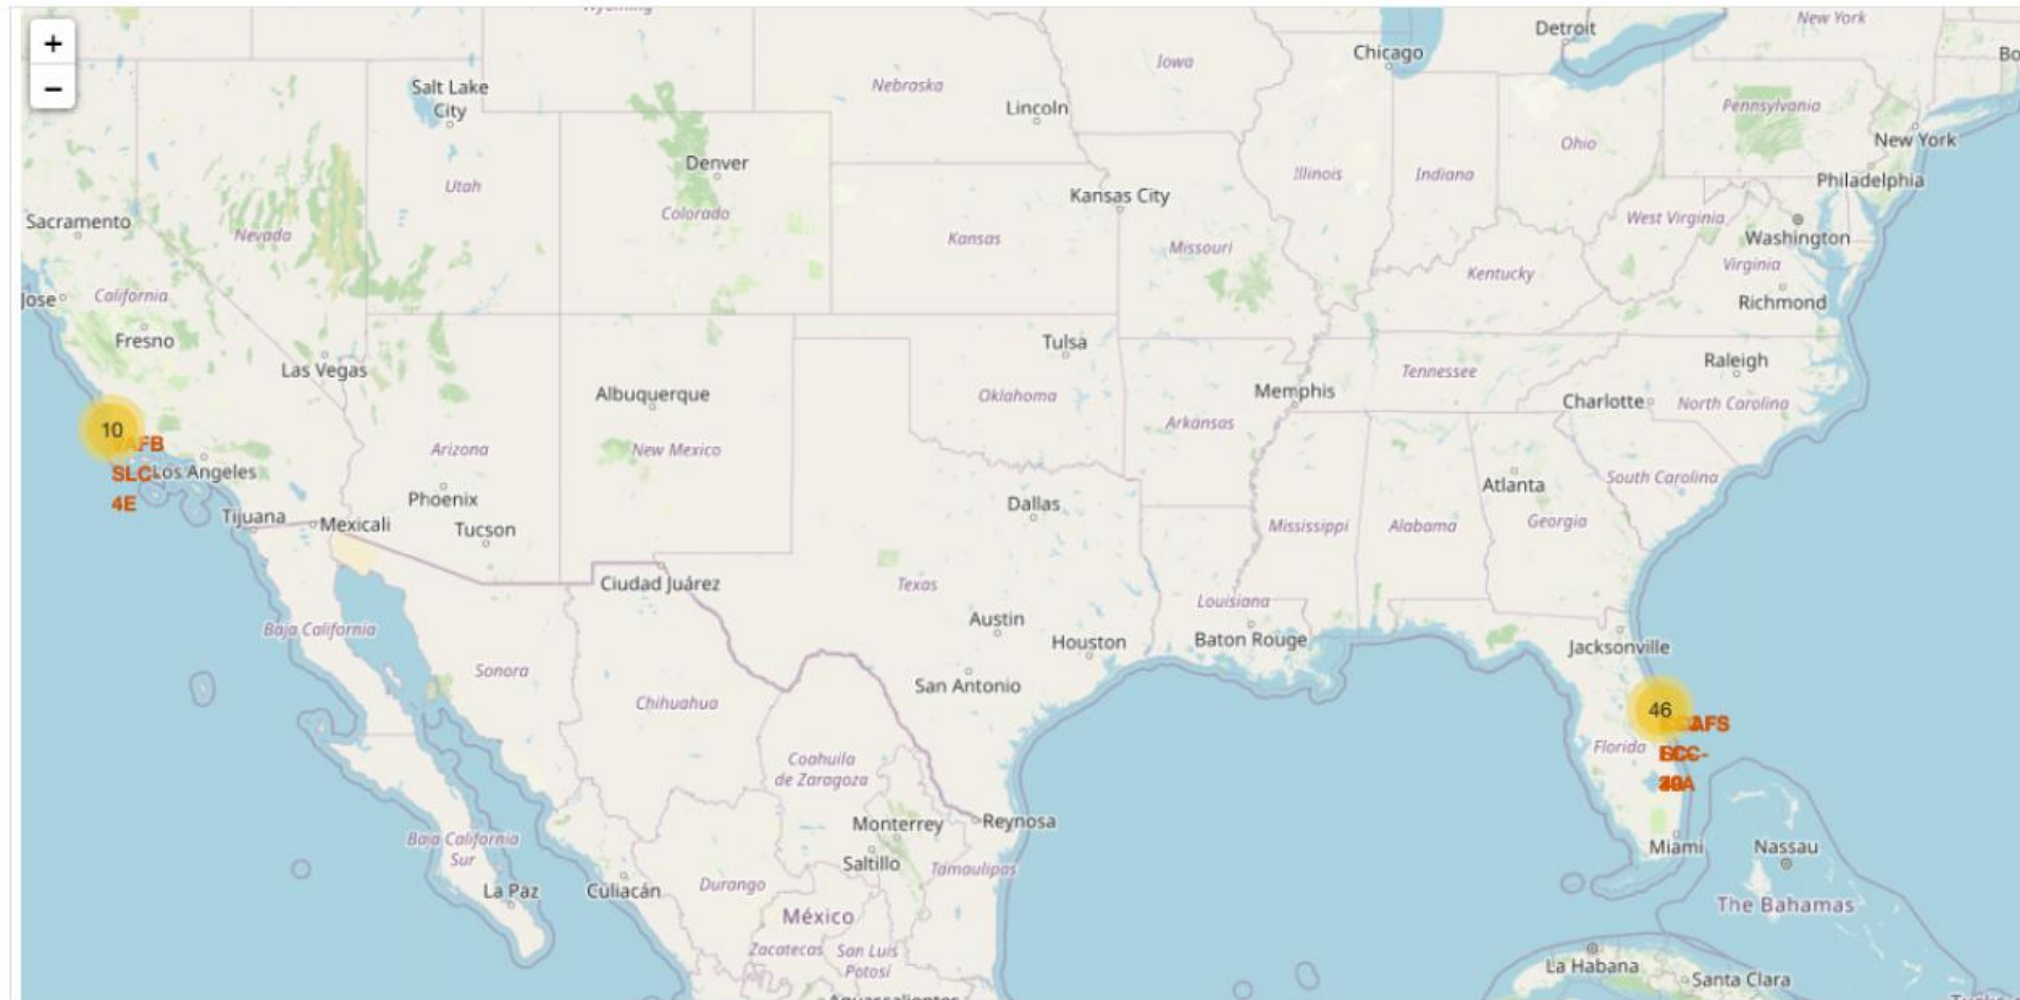 +
−
Wyoming
Detroit
New York
Chicago
Iowa
Salt Lake
City
Nebraska
Lincoln
Pennsylvania
New York
Ohio
Denver
Illinois
Indiana
Philadelphia
Utah
Kansas City
Colorado
West Virginia
Sacramento
Nevada
Kansas
Missouri
Washington
Virginia
Kentucky
Jose
California
Richmond
Fresno
Tulsa
Las Vegas
Raleigh
Tennessee
Albuquerque
Oklahoma
Memphis
Charlotte
North Carolina
10
Arkansas
VAFB
Arizona
New Mexico
SLC-
Los Angeles
4E
Phoenix
Dallas
Atlanta
South Carolina
Tijuana
Mexicali
Tucson
Mississippi
Alabama
Georgia
Ciudad Juárez
Texas
Louisiana
Austin
Baja California
Houston
Baton Rouge
Jacksonville
Sonora
San Antonio
Chihuahua
46
Florida
Coahuila
de Zaragoza
Monterrey
Reynosa
Baja California
Sur
Saltillo
Tamaulipas
Miami
Nassau
La Paz
Culiacán
Durango
The Bahamas
México
Zacatecas
San Luis
Potosí
La Habana
Santa Clara
Aguascalientes